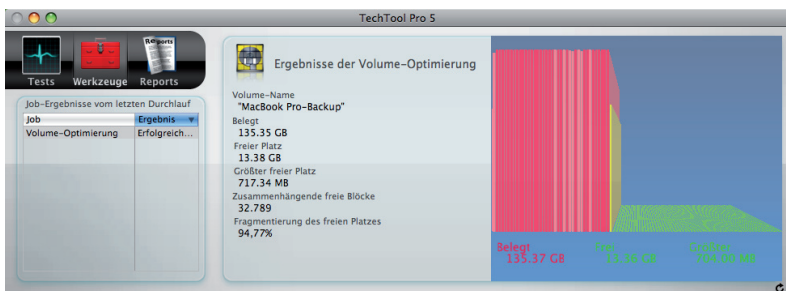 TechTool Pro 5
Reports
Tests Werkzeuge Reports
Job-Ergebnisse vom letzten Durchlauf
Job Ergebnis
Volume-Optimierung Erfolgreich...
Ergebnisse der Volume-Optimierung
Volume-Name
"MacBook Pro-Backup"
Belegt
135.35 GB
Freier Platz
13.38 GB
Größter freier Platz
717.34 MB
Zusammenhängende freie Blöcke
32.789
Fragmentierung des freien Platzes
94,77%
Belegt
135.37 GB